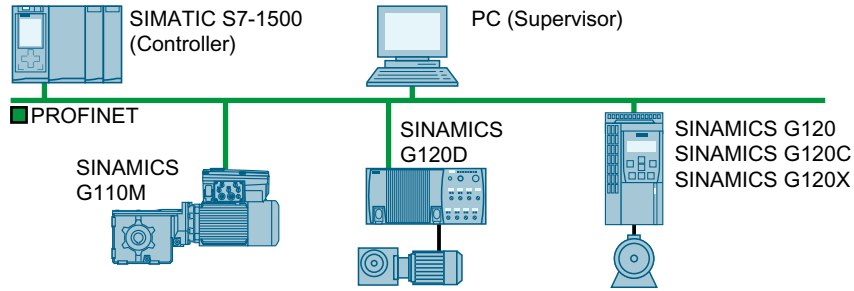 SIMATIC S7-1500
(Controller)
PC (Supervisor)
PROFINET
SINAMICS
G110M
SINAMICS
G120D
SINAMICS G120
SINAMICS G120C
SINAMICS G120X